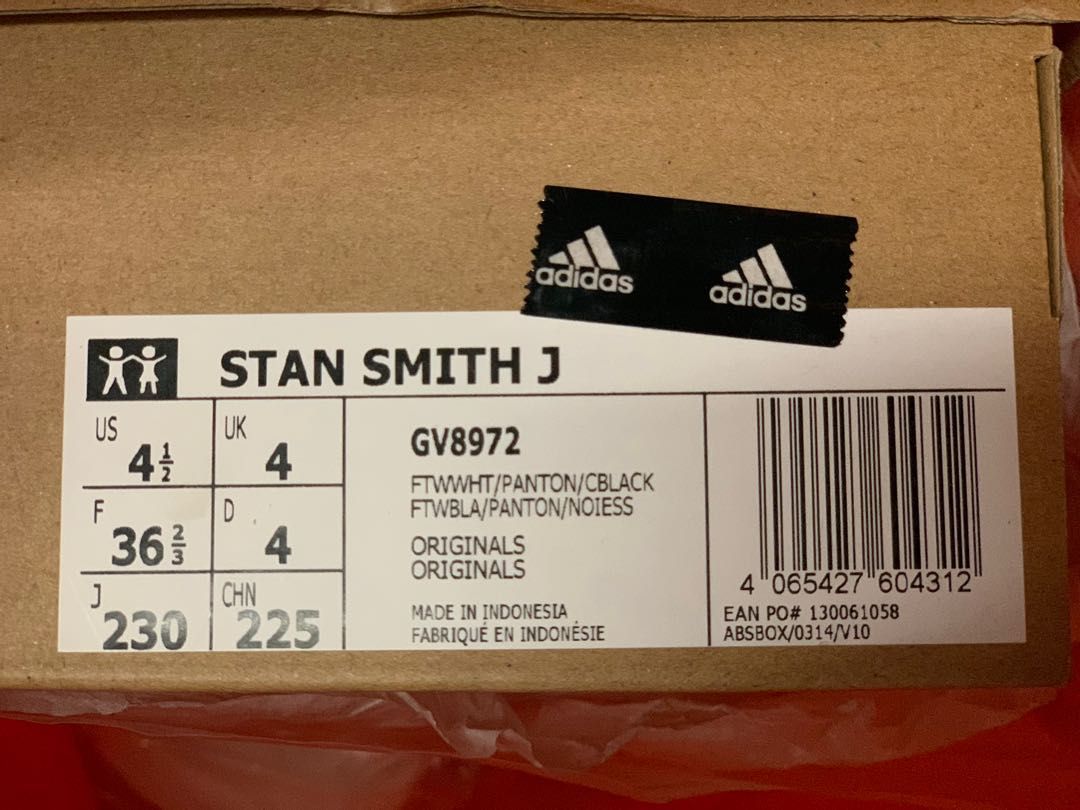 adidas adidas
STAN SMITH J
US 4 1/2 UK 4
F 36 2/3 D 4
J 230 CHN 225
GV8972
FTWWHT/PANTON/CBLACK
FTWBLA/PANTON/NOIESS
ORIGINALS
ORIGINALS
MADE IN INDONESIA
FABRIQUÉ EN INDONÉSIE
4 065427 604312
EAN PO# 130061058
ABSBOX/0314/V10